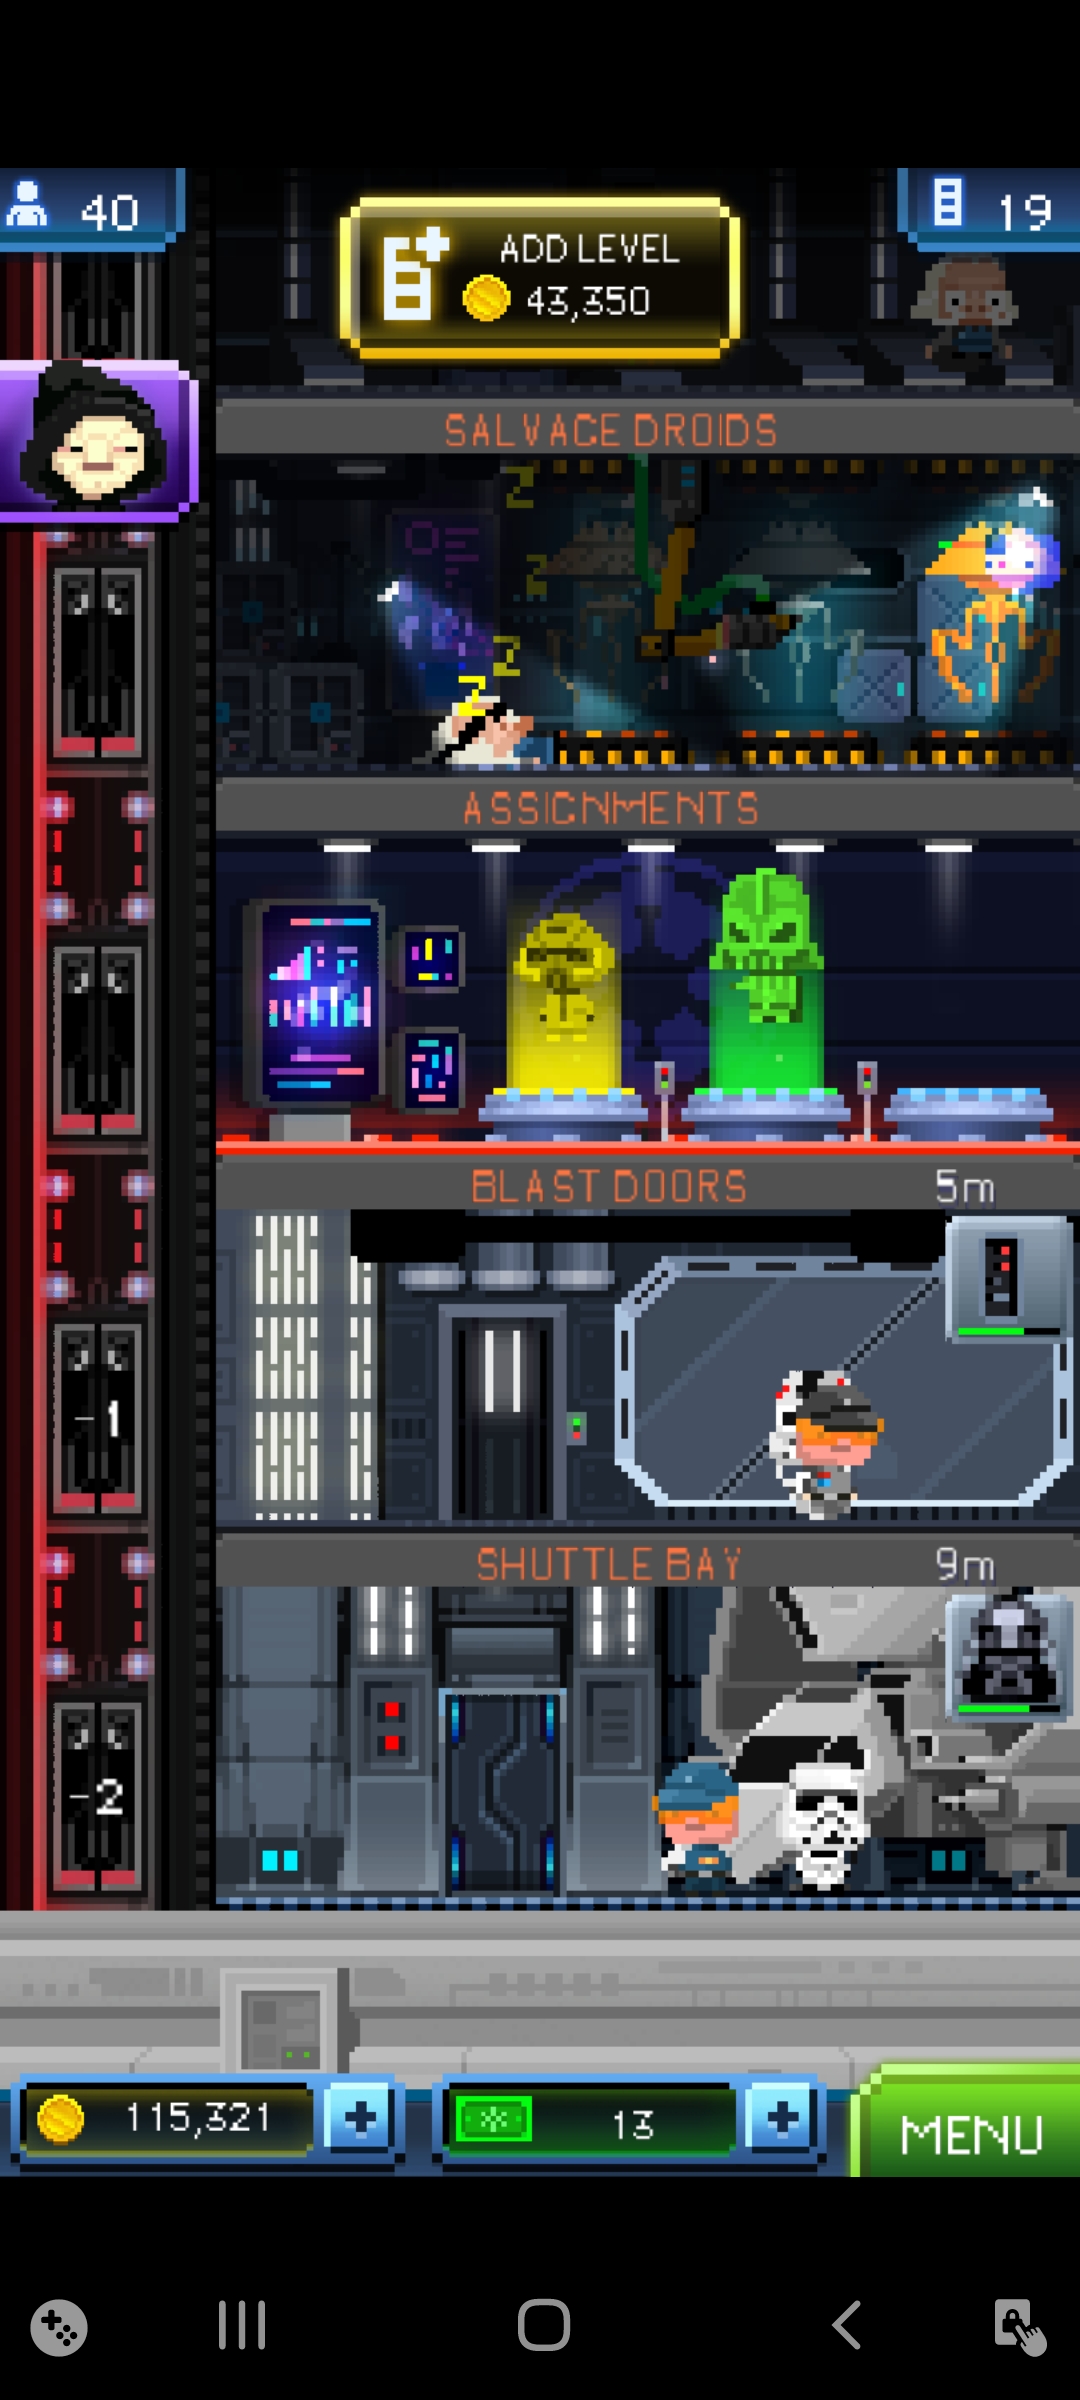 40
ADD LEVEL
43,350
19
SALVAGE DROIDS
Z
Z
Z
Z
ASSIGNMENTS
BLAST DOORS 5m
-1
SHUTTLE BAY 9m
-2
115,321
13
MENU